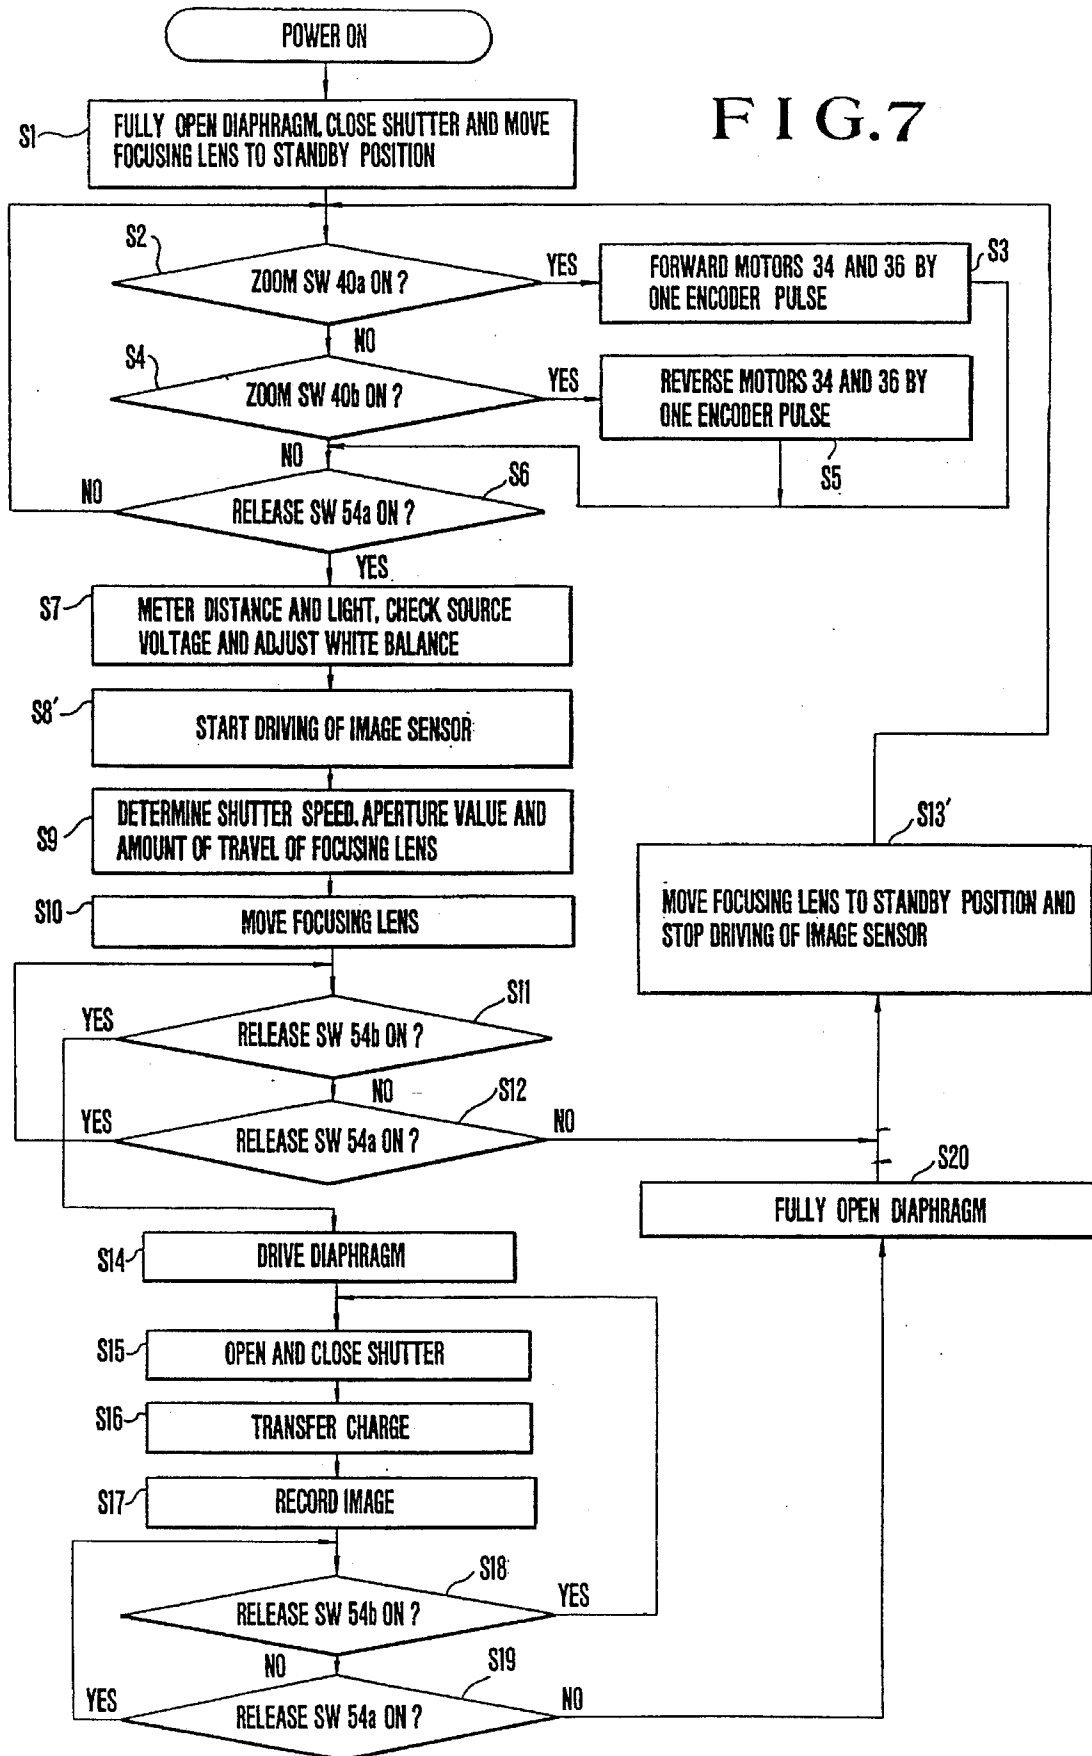 POWER ON
FIG.7
S1
FULLY OPEN DIAPHRAGM. CLOSE SHUTTER AND MOVE
FOCUSING LENS TO STANDBY POSITION
S2
ZOOM SW 40a ON ?
YES
FORWARD MOTORS 34 AND 36 BY
ONE ENCODER PULSE
S3
NO
S4
ZOOM SW 40b ON ?
YES
REVERSE MOTORS 34 AND 36 BY
ONE ENCODER PULSE
S5
NO
S6
NO
RELEASE SW 54a ON ?
YES
S7
METER DISTANCE AND LIGHT, CHECK SOURCE
VOLTAGE AND ADJUST WHITE BALANCE
S8'
START DRIVING OF IMAGE SENSOR
S9
DETERMINE SHUTTER SPEED. APERTURE VALUE AND
AMOUNT OF TRAVEL OF FOCUSING LENS
S13'
MOVE FOCUSING LENS TO STANDBY POSITION AND
STOP DRIVING OF IMAGE SENSOR
S10
MOVE FOCUSING LENS
S11
YES
RELEASE SW 54b ON ?
NO
S12
YES
RELEASE SW 54a ON ?
NO
S20
FULLY OPEN DIAPHRAGM
S14
DRIVE DIAPHRAGM
S15
OPEN AND CLOSE SHUTTER
S16
TRANSFER CHARGE
S17
RECORD IMAGE
S18
RELEASE SW 54b ON ?
YES
NO
S19
YES
RELEASE SW 54a ON ?
NO